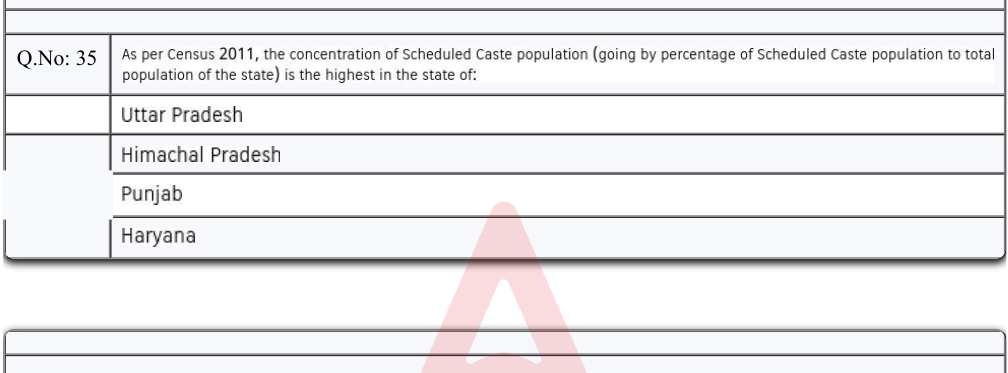 Q.No: 35
As per Census 2011, the concentration of Scheduled Caste population (going by percentage of Scheduled Caste population to total
population of the state) is the highest in the state of:
Uttar Pradesh
Himachal Pradesh
Punjab
Haryana